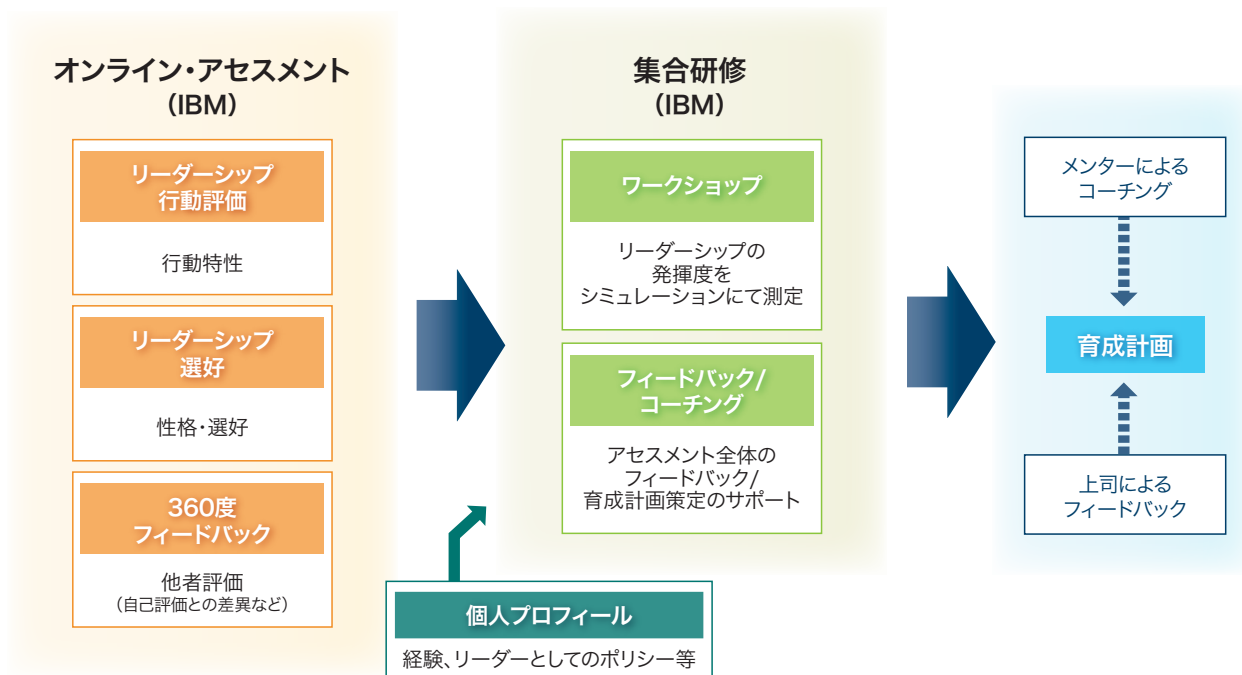 オンライン・アセスメント
（IBM）
リーダーシップ
行動評価
行動特性
リーダーシップ
選好
性格・選好
360度
フィードバック
他者評価
（自己評価との差異など）
集合研修
（IBM）
ワークショップ
リーダーシップの
発揮度を
シミュレーションにて測定
フィードバック/
コーチング
アセスメント全体の
フィードバック/
育成計画策定のサポート
個人プロフィール
経験、リーダーとしてのポリシー等
メンターによる
コーチング
育成計画
上司による
フィードバック